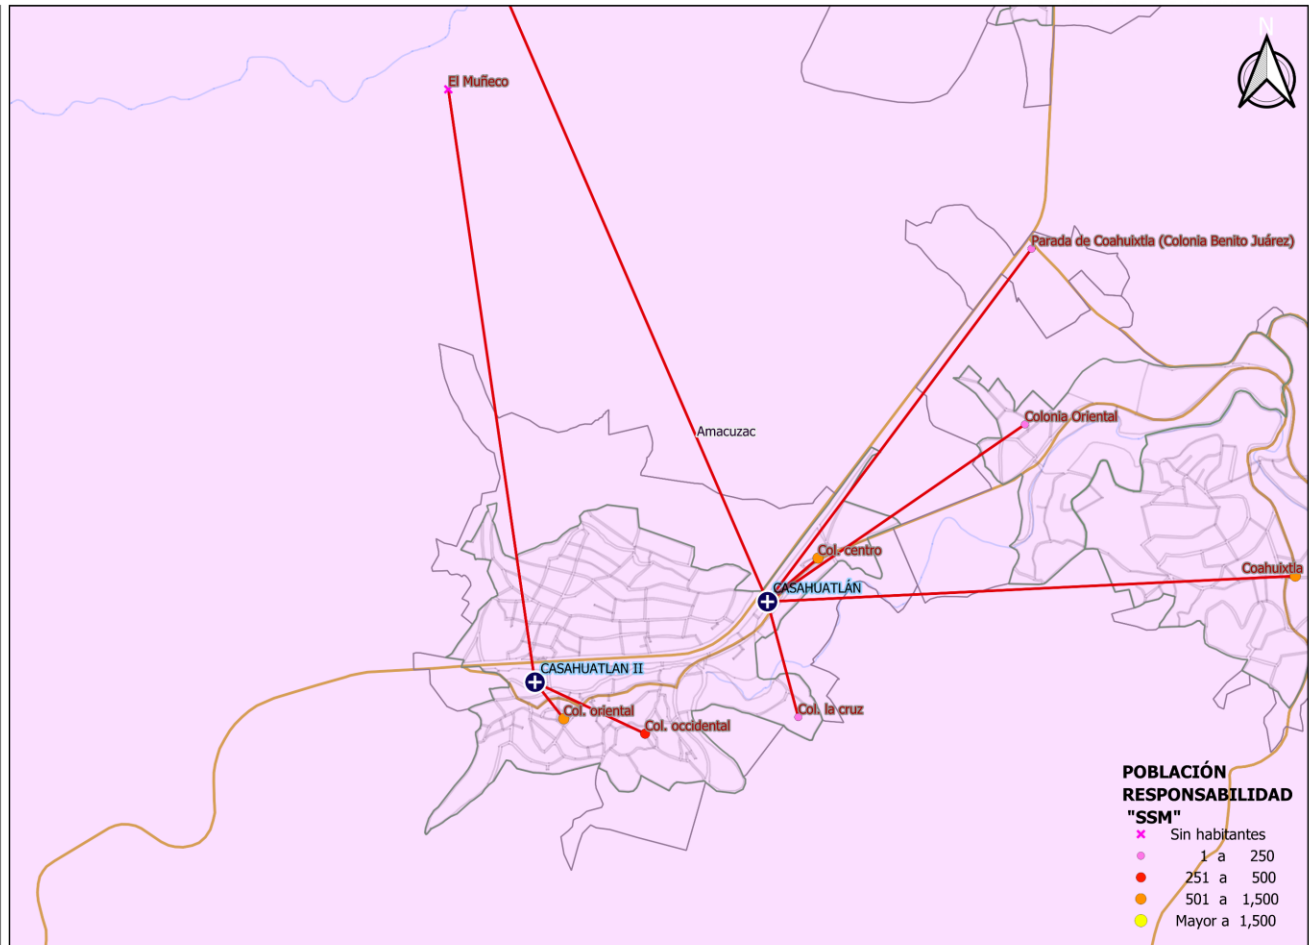 N
El Muñeco
Parada de Coahuixtla (Colonia Benito Juárez)
Colonia Oriental
Amacuzac
Col. centro
Coahuixtla
CASAHUATLÁN
CASAHUATLAN II
Col. oriental
Col. la cruz
Col. occidental
POBLACIÓN
RESPONSABILIDAD
"SSM"
Sin habitantes
1 a 250
251 a 500
501 a 1,500
Mayor a 1,500